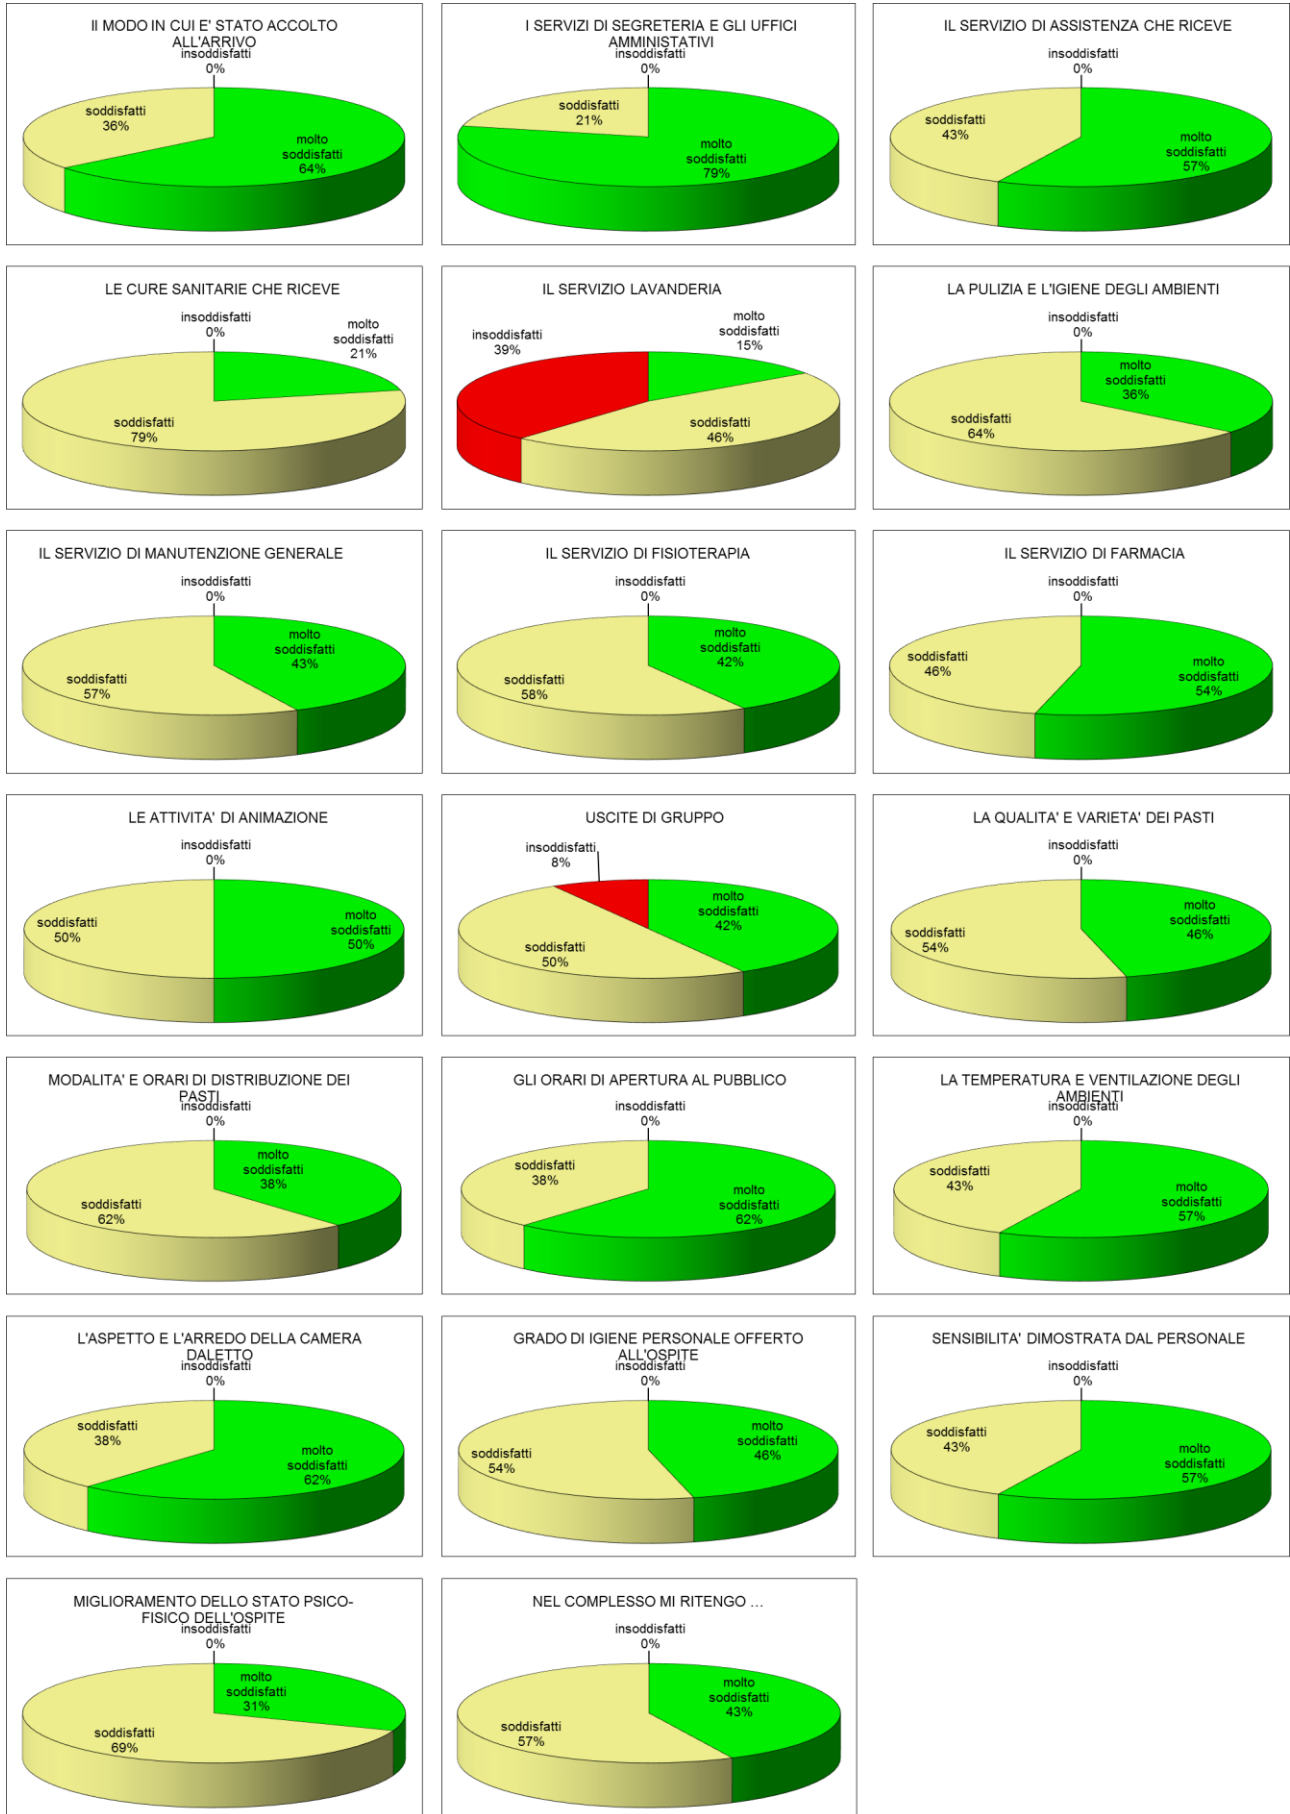 Il MODO IN CUI E' STATO ACCOLTO
ALL'ARRIVO
insoddisfatti
0%
soddisfatti
36%
molto
soddisfatti
64%
I SERVIZI DI SEGRETERIA E GLI UFFICI
AMMINISTATIVI
insoddisfatti
0%
soddisfatti
21%
molto
soddisfatti
79%
IL SERVIZIO DI ASSISTENZA CHE RICEVE
insoddisfatti
0%
soddisfatti
43%
molto
soddisfatti
57%
LE CURE SANITARIE CHE RICEVE
insoddisfatti
0%
molto
soddisfatti
21%
soddisfatti
79%
IL SERVIZIO LAVANDERIA
insoddisfatti
39%
molto
soddisfatti
15%
soddisfatti
46%
LA PULIZIA E L'IGIENE DEGLI AMBIENTI
insoddisfatti
0%
molto
soddisfatti
36%
soddisfatti
64%
IL SERVIZIO DI MANUTENZIONE GENERALE
insoddisfatti
0%
molto
soddisfatti
43%
soddisfatti
57%
IL SERVIZIO DI FISIOTERAPIA
insoddisfatti
0%
molto
soddisfatti
42%
soddisfatti
58%
IL SERVIZIO DI FARMACIA
insoddisfatti
0%
soddisfatti
46%
molto
soddisfatti
54%
LE ATTIVITA' DI ANIMAZIONE
insoddisfatti
0%
soddisfatti
50%
molto
soddisfatti
50%
USCITE DI GRUPPO
insoddisfatti
8%
molto
soddisfatti
42%
soddisfatti
50%
LA QUALITA' E VARIETA' DEI PASTI
insoddisfatti
0%
molto
soddisfatti
46%
soddisfatti
54%
MODALITA' E ORARI DI DISTRIBUZIONE DEI
PASTI
insoddisfatti
0%
molto
soddisfatti
38%
soddisfatti
62%
GLI ORARI DI APERTURA AL PUBBLICO
insoddisfatti
0%
soddisfatti
38%
molto
soddisfatti
62%
LA TEMPERATURA E VENTILAZIONE DEGLI
AMBIENTI
insoddisfatti
0%
soddisfatti
43%
molto
soddisfatti
57%
L'ASPETTO E L'ARREDO DELLA CAMERA
DALETTO
insoddisfatti
0%
soddisfatti
38%
molto
soddisfatti
62%
GRADO DI IGIENE PERSONALE OFFERTO
ALL'OSPITE
insoddisfatti
0%
molto
soddisfatti
46%
soddisfatti
54%
SENSIBILITA' DIMOSTRATA DAL PERSONALE
insoddisfatti
0%
soddisfatti
43%
molto
soddisfatti
57%
MIGLIORAMENTO DELLO STATO PSICO-
FISICO DELL'OSPITE
insoddisfatti
0%
molto
soddisfatti
31%
soddisfatti
69%
NEL COMPLESSO MI RITENGO ...
insoddisfatti
0%
molto
soddisfatti
43%
soddisfatti
57%